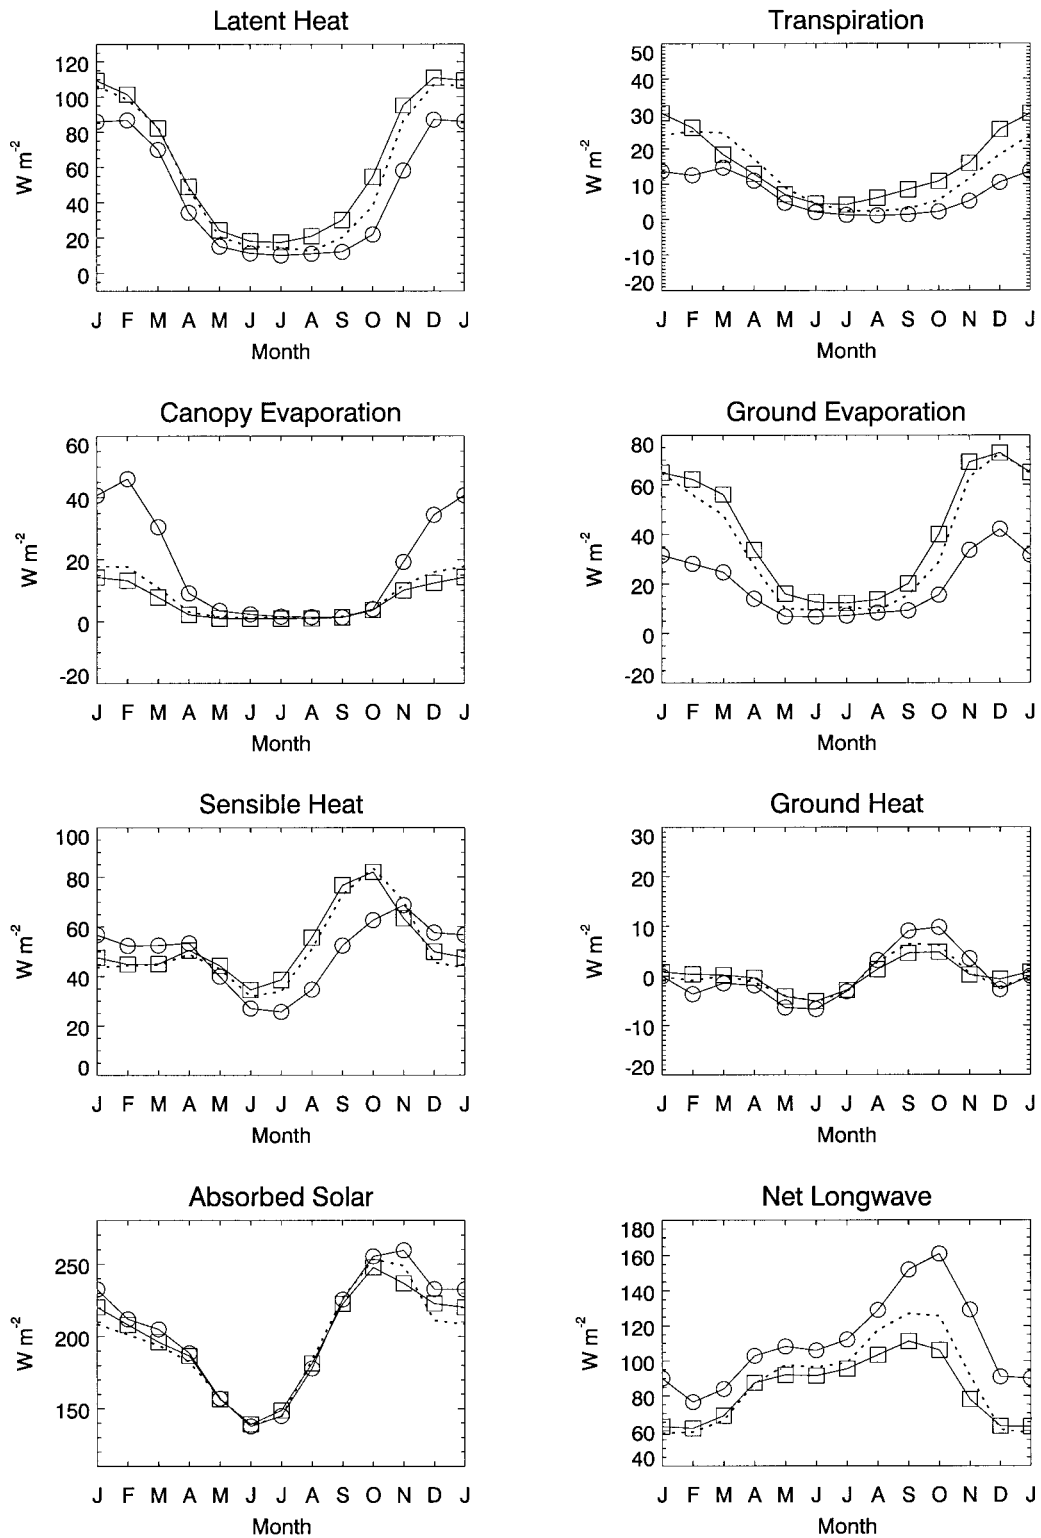 Latent Heat
120
100
80
60
40
20
0
W m-2
J F M A M J J A S O N D J
Month
Transpiration
50
40
30
20
10
0
-10
-20
W m-2
J F M A M J J A S O N D J
Month
Canopy Evaporation
60
40
20
0
-20
W m-2
J F M A M J J A S O N D J
Month
Ground Evaporation
80
60
40
20
0
-20
W m-2
J F M A M J J A S O N D J
Month
Sensible Heat
100
80
60
40
20
0
W m-2
J F M A M J J A S O N D J
Month
Ground Heat
30
20
10
0
-10
-20
W m-2
J F M A M J J A S O N D J
Month
Absorbed Solar
250
200
150
W m-2
J F M A M J J A S O N D J
Month
Net Longwave
180
160
140
120
100
80
60
40
W m-2
J F M A M J J A S O N D J
Month